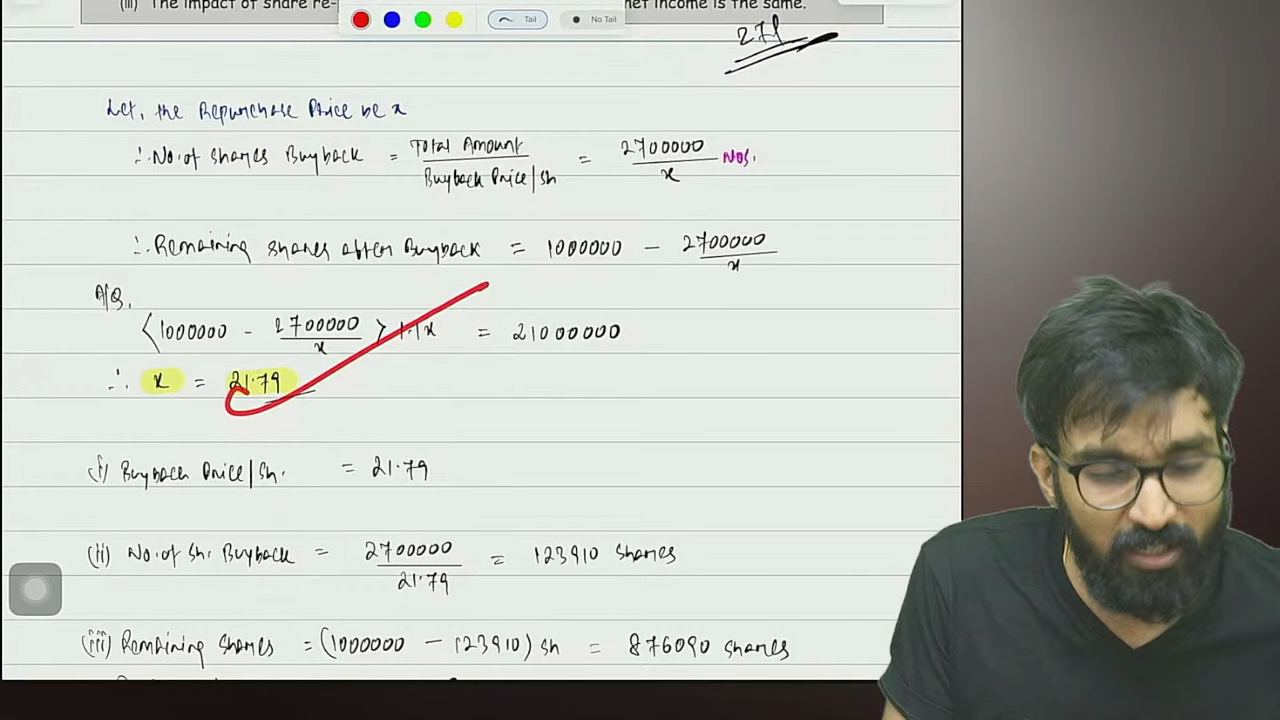 (iii) The impact of share re-
net income is the same.
Tail
No Tail
271
Let, the Repurchase Price be x
∴ No. of shares Buyback = Total Amount / Buyback Price/sh = 2700000 / x Nos.
∴ Remaining shares after Buyback = 1000000 - 2700000 / x
A/Q,
<1000000 - 2700000 / x> 1.1x = 21000000
∴ x = 21.79
(i) Buyback Price/sh. = 21.79
(ii) No. of sh. Buyback = 2700000 / 21.79 = 123910 shares
(iii) Remaining shares = (1000000 - 123910) sh = 876090 shares